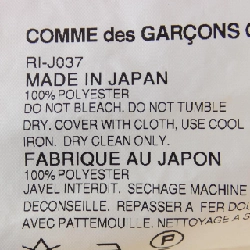 COMME des GARÇONS C
RI-J037
MADE IN JAPAN
100% POLYESTER
DO NOT BLEACH. DO NOT TUMBLE
DRY. COVER WITH CLOTH, USE COOL
IRON. DRY CLEAN ONLY.
FABRIQUE AU JAPON
100% POLYESTER
JAVEL INTERDIT. SECHAGE MACHINE
DECONSEILLE. REPASSER A FER DO
AVEC PATTEMOUILLE. NETTOYAGE A S
P